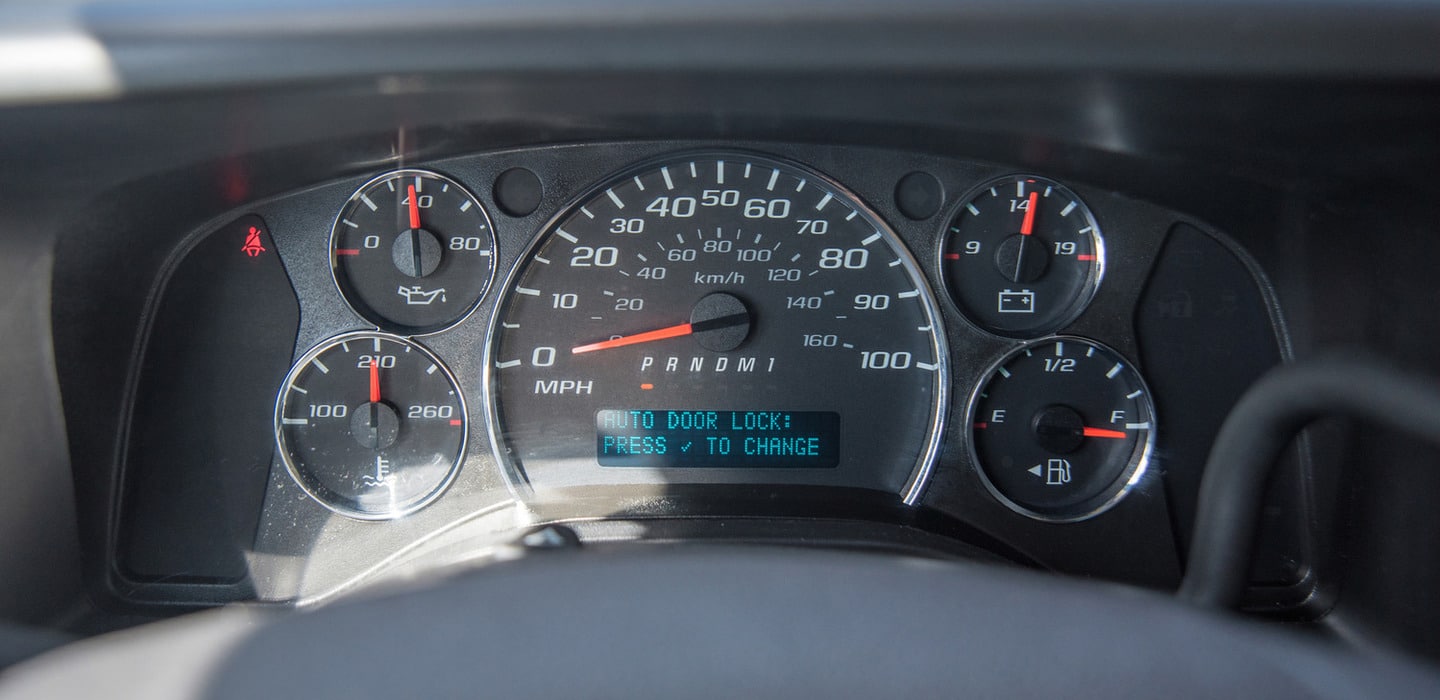 0 40 80
100 210 260
0 10 20 30 40 50 60 70 80 90 100
MPH
0 20 40 60 80 100 120 140 160
km/h
P R N D M 1
AUTO DOOR LOCK:
PRESS ✓ TO CHANGE
9 14 19
E 1/2 F